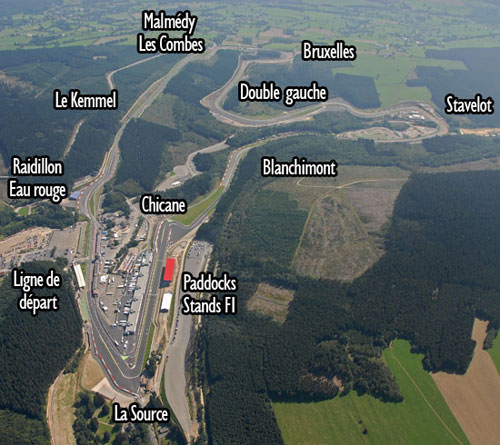 Malmédy
Les Combes
Bruxelles
Le Kemmel
Double gauche
Stavelot
Raidillon
Eau rouge
Blanchimont
Chicane
Ligne de
départ
Paddocks
Stands F1
La Source